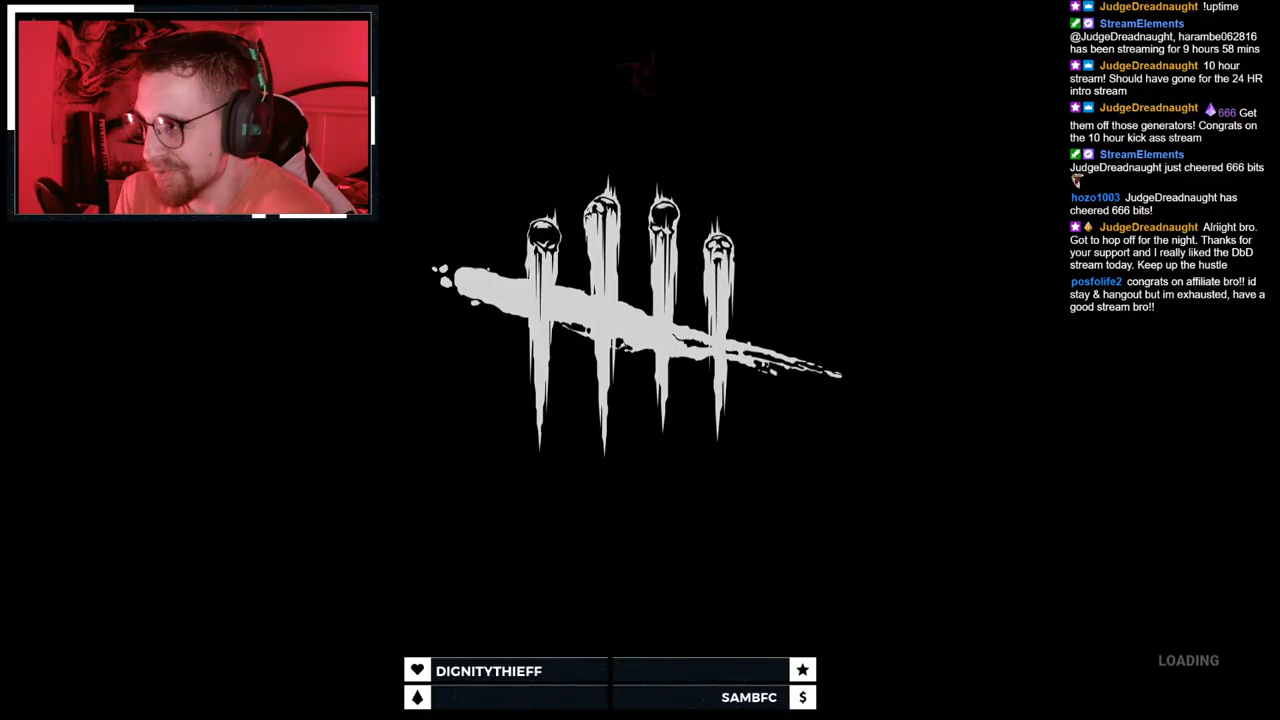 JudgeDreadnaught !uptime
StreamElements
@JudgeDreadnaught, harambe062816
has been streaming for 9 hours 58 mins
JudgeDreadnaught 10 hour
stream! Should have gone for the 24 HR
intro stream
JudgeDreadnaught 666 Get
them off those generators! Congrats on
the 10 hour kick ass stream
StreamElements
JudgeDreadnaught just cheered 666 bits
hozo1003 JudgeDreadnaught has
cheered 666 bits!
JudgeDreadnaught Alriight bro.
Got to hop off for the night. Thanks for
your support and I really liked the DbD
stream today. Keep up the hustle
posfolife2 congrats on affiliate bro!! id
stay & hangout but im exhausted, have a
good stream bro!!
LOADING
DIGNITYTHIEFF
SAMBFC $